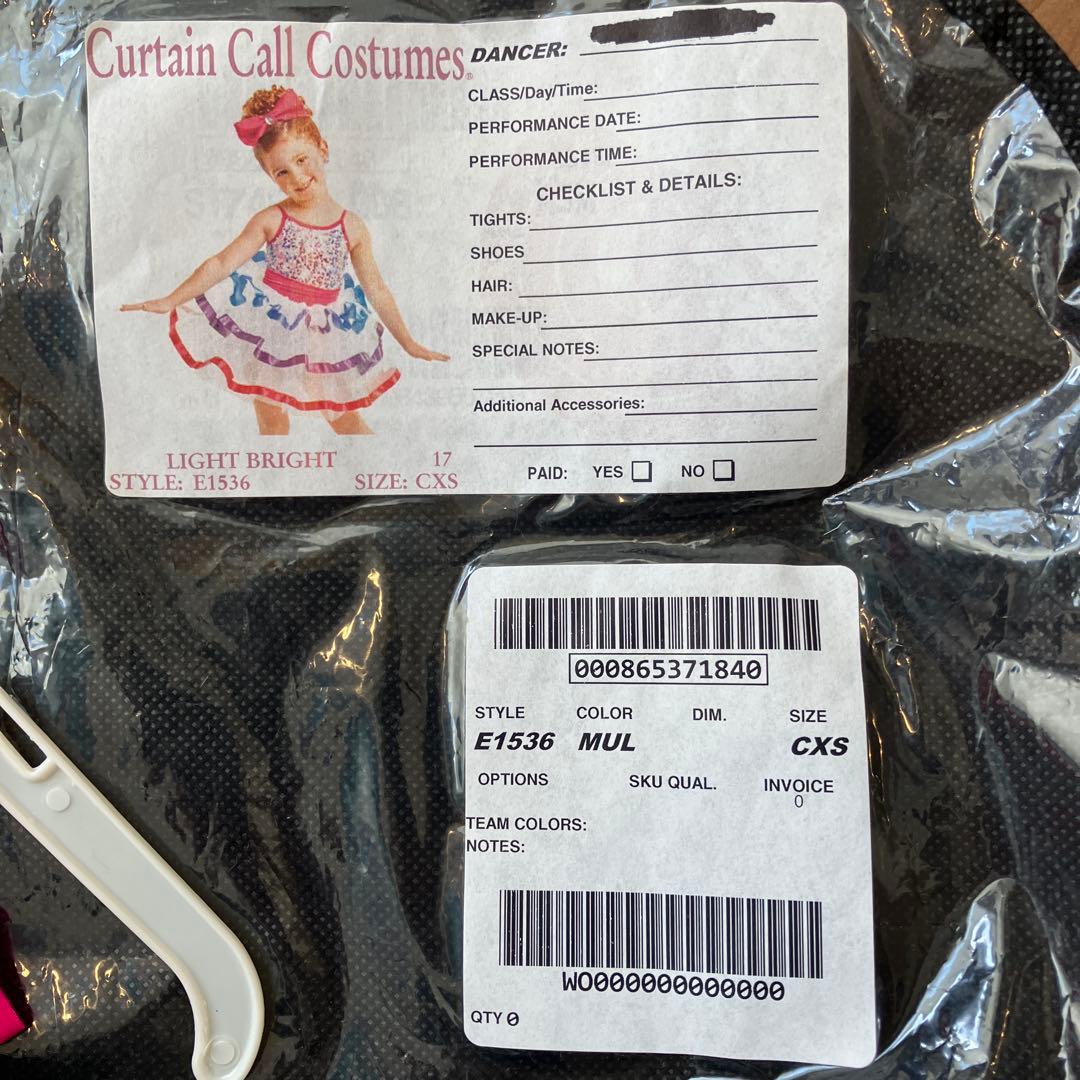 Curtain Call Costumes®
DANCER:
CLASS/Day/Time:
PERFORMANCE DATE:
PERFORMANCE TIME:
CHECKLIST & DETAILS:
TIGHTS:
SHOES
HAIR:
MAKE-UP:
SPECIAL NOTES:
Additional Accessories:
PAID: YES NO
LIGHT BRIGHT 17
STYLE: E1536 SIZE: CXS
000865371840
STYLE COLOR DIM. SIZE
E1536 MUL CXS
OPTIONS SKU QUAL. INVOICE
0
TEAM COLORS:
NOTES:
WO000000000000
QTY 0